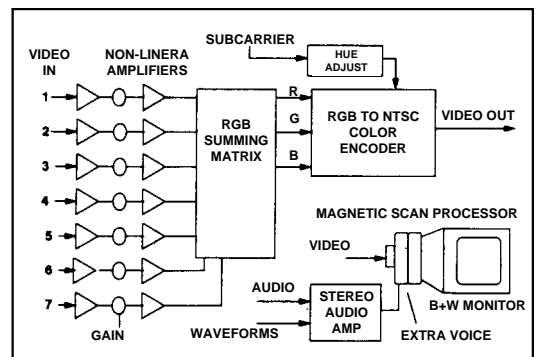 VIDEO
IN
NON-LINERA
AMPLIFIERS
SUBCARRIER
HUE
ADJUST
1
2
3
4
5
6
7
RGB
SUMMING
MATRIX
R
G
B
RGB TO NTSC
COLOR
ENCODER
VIDEO OUT
MAGNETIC SCAN PROCESSOR
VIDEO
AUDIO
WAVEFORMS
STEREO
AUDIO
AMP
B+W MONITOR
EXTRA VOICE
GAIN